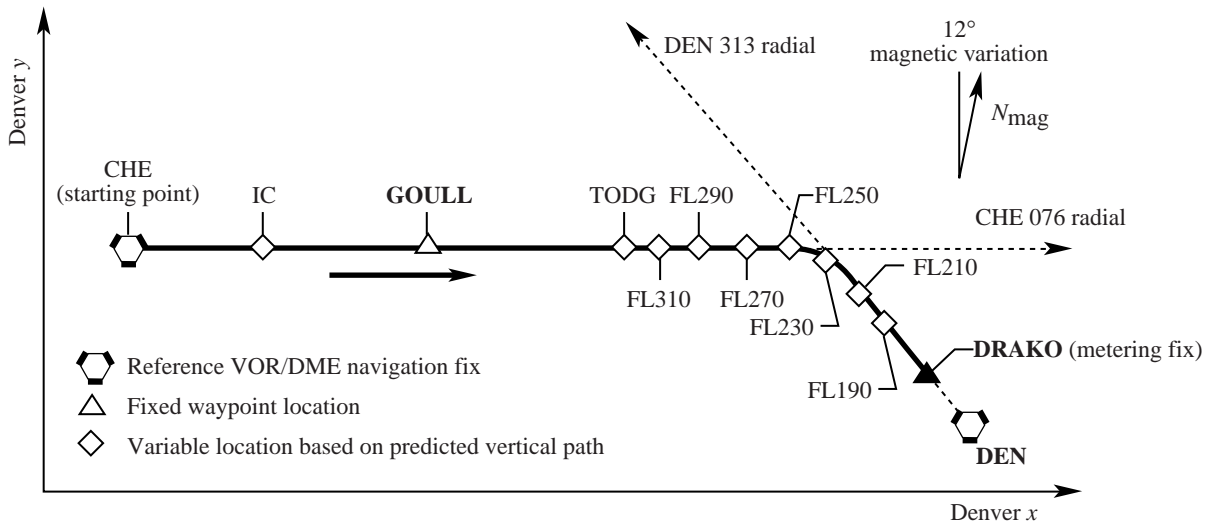 12°
magnetic variation
DEN 313 radial
Denver y
Nmag
CHE
(starting point)
IC
GOULL
TODG
FL290
FL250
CHE 076 radial
FL310
FL270
FL230
FL210
DRAKO (metering fix)
FL190
Reference VOR/DME navigation fix
Fixed waypoint location
Variable location based on predicted vertical path
DEN
Denver x